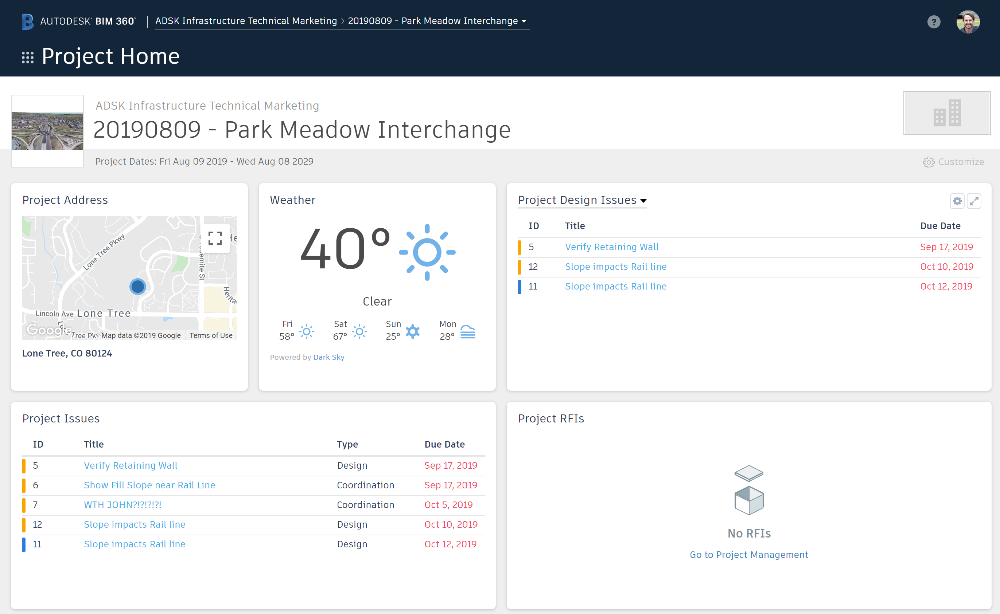 AUTODESK® BIM 360™ ADSK Infrastructure Technical Marketing > 20190809 - Park Meadow Interchange
?
Project Home
ADSK Infrastructure Technical Marketing
20190809 - Park Meadow Interchange
Project Dates: Fri Aug 09 2019 - Wed Aug 08 2029
Customize
Project Address
Lone Tree Pkwy
He
emite St
Heritag
Lincoln Ave
Lone Tree
Google
Tree Pkw
Map data ©2019 Google
Terms of Use
Lone Tree, CO 80124
Weather
40°
Clear
Fri
58°
Sat
67°
Sun
25°
Mon
28°
Powered by Dark Sky
Project Design Issues
ID Title Due Date
5 Verify Retaining Wall Sep 17, 2019
12 Slope impacts Rail line Oct 10, 2019
11 Slope impacts Rail line Oct 12, 2019
Project Issues
ID Title Type Due Date
5 Verify Retaining Wall Design Sep 17, 2019
6 Show Fill Slope near Rail Line Coordination Sep 17, 2019
7 WTH JOHN?!?!?!?! Coordination Oct 5, 2019
12 Slope impacts Rail line Design Oct 10, 2019
11 Slope impacts Rail line Design Oct 12, 2019
Project RFIs
No RFIs
Go to Project Management